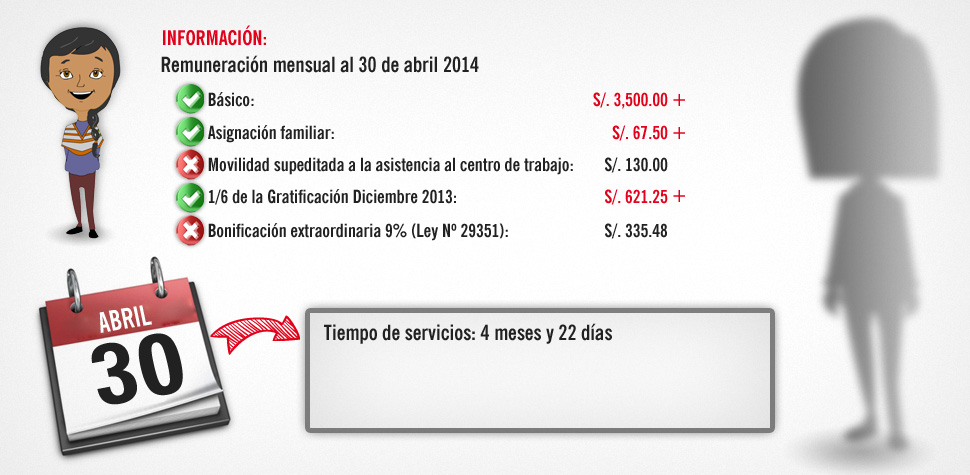 INFORMACIÓN:
Remuneración mensual al 30 de abril 2014
Básico: S/. 3,500.00 +
Asignación familiar: S/. 67.50 +
Movilidad supeditada a la asistencia al centro de trabajo: S/. 130.00
1/6 de la Gratificación Diciembre 2013: S/. 621.25 +
Bonificación extraordinaria 9% (Ley Nº 29351): S/. 335.48
ABRIL
30
Tiempo de servicios: 4 meses y 22 días